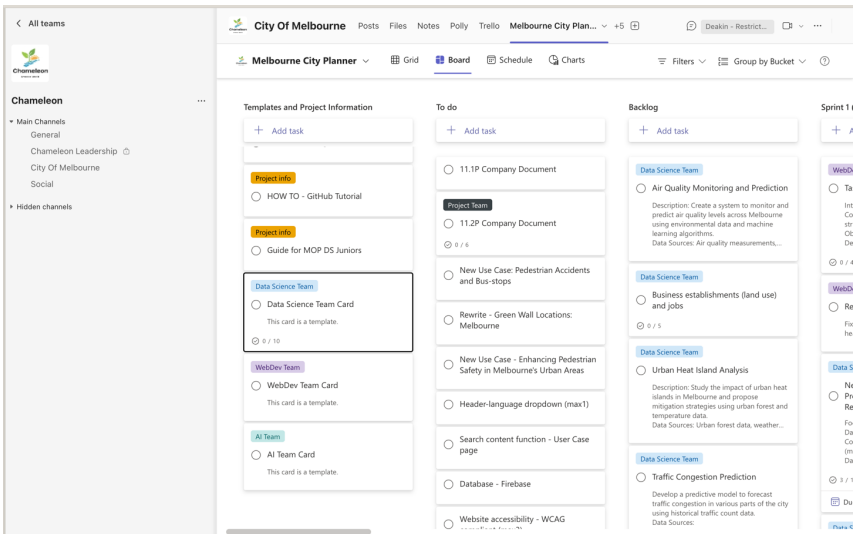 All teams
Chameleon
Chameleon
Main Channels
General
Chameleon Leadership
City Of Melbourne
Social
Hidden channels
City Of Melbourne
Posts
Files
Notes
Polly
Trello
Melbourne City Plan...
+5
Deakin - Restrict...
Melbourne City Planner
Grid
Board
Schedule
Charts
Filters
Group by Bucket
Templates and Project Information
Add task
Project info
HOW TO - GitHub Tutorial
Project info
Guide for MOP DS Juniors
Data Science Team
Data Science Team Card
This card is a template.
0 / 10
WebDev Team
WebDev Team Card
This card is a template.
AI Team
AI Team Card
This card is a template.
To do
Add task
11.1P Company Document
Project Team
11.2P Company Document
0 / 6
New Use Case: Pedestrian Accidents
and Bus-stops
Rewrite - Green Wall Locations:
Melbourne
New Use Case - Enhancing Pedestrian
Safety in Melbourne's Urban Areas
Header-language dropdown (max1)
Search content function - User Case
page
Database - Firebase
Website accessibility - WCAG
Backlog
Add task
Data Science Team
Air Quality Monitoring and Prediction
Description: Create a system to monitor and
predict air quality levels across Melbourne
using environmental data and machine
learning algorithms.
Data Sources: Air quality measurements,...
Data Science Team
Business establishments (land use)
and jobs
0 / 5
Data Science Team
Urban Heat Island Analysis
Description: Study the impact of urban heat
islands in Melbourne and propose
mitigation strategies using urban forest and
temperature data.
Data Sources: Urban forest data, weather...
Data Science Team
Traffic Congestion Prediction
Develop a predictive model to forecast
traffic congestion in various parts of the city
using historical traffic count data.
Data Sources:
Sprint 1